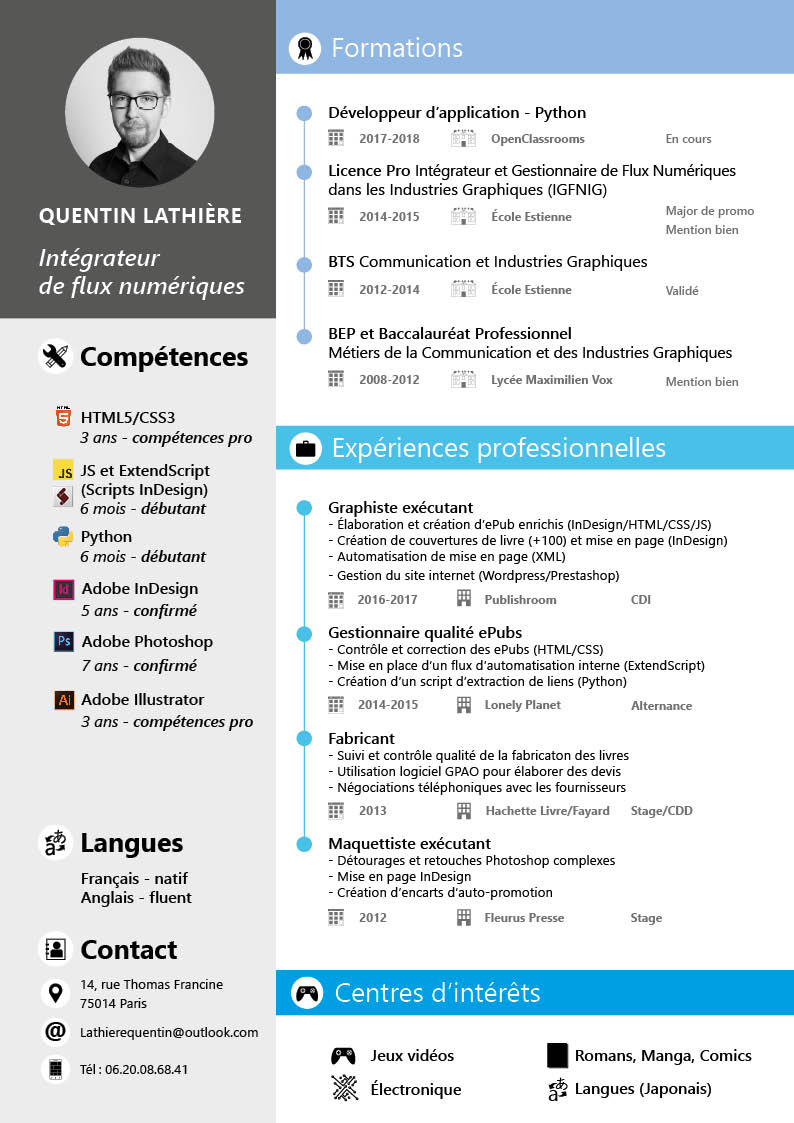 QUENTIN LATHIÈRE
Intégrateur
de flux numériques
Compétences
HTML
HTML5/CSS3
3 ans - compétences pro
JS
JS et ExtendScript
(Scripts InDesign)
6 mois - débutant
Python
6 mois - débutant
Id
Adobe InDesign
5 ans - confirmé
Ps
Adobe Photoshop
7 ans - confirmé
Ai
Adobe Illustrator
3 ans - compétences pro
Langues
Français - natif
Anglais - fluent
Contact
14, rue Thomas Francine
75014 Paris
@ Lathierequentin@outlook.com
Tél : 06.20.08.68.41
Formations
Développeur d’application - Python
2017-2018 OpenClassrooms En cours
Licence Pro Intégrateur et Gestionnaire de Flux Numériques
dans les Industries Graphiques (IGFNIG)
2014-2015 École Estienne Major de promo
Mention bien
BTS Communication et Industries Graphiques
2012-2014 École Estienne Validé
BEP et Baccalauréat Professionnel
Métiers de la Communication et des Industries Graphiques
2008-2012 Lycée Maximilien Vox Mention bien
Expériences professionnelles
Graphiste exécutant
- Élaboration et création d’ePub enrichis (InDesign/HTML/CSS/JS)
- Création de couvertures de livre (+100) et mise en page (InDesign)
- Automatisation de mise en page (XML)
- Gestion du site internet (Wordpress/Prestashop)
2016-2017 Publishroom CDI
Gestionnaire qualité ePubs
- Contrôle et correction des ePubs (HTML/CSS)
- Mise en place d’un flux d’automatisation interne (ExtendScript)
- Création d’un script d’extraction de liens (Python)
2014-2015 Lonely Planet Alternance
Fabricant
- Suivi et contrôle qualité de la fabricaton des livres
- Utilisation logiciel GPAO pour élaborer des devis
- Négociations téléphoniques avec les fournisseurs
2013 Hachette Livre/Fayard Stage/CDD
Maquettiste exécutant
- Détourages et retouches Photoshop complexes
- Mise en page InDesign
- Création d’encarts d’auto-promotion
2012 Fleurus Presse Stage
Centres d’intérêts
Jeux vidéos
Romans, Manga, Comics
Électronique
Langues (Japonais)